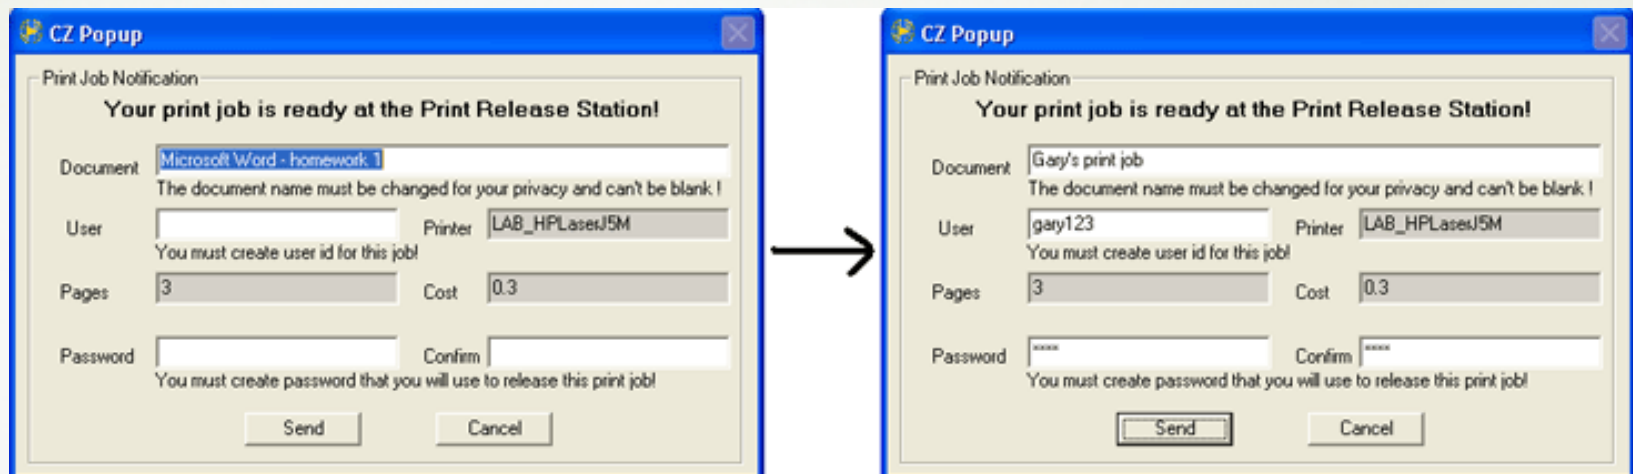 CZ Popup
Print Job Notification
Your print job is ready at the Print Release Station!
Document Microsoft Word - homework 1
The document name must be changed for your privacy and can't be blank !
User Printer LAB_HPLaserJ5M
You must create user id for this job!
Pages 3 Cost 0.3
Password Confirm
You must create password that you will use to release this print job!
Send Cancel
CZ Popup
Print Job Notification
Your print job is ready at the Print Release Station!
Document Gary's print job
The document name must be changed for your privacy and can't be blank !
User gary123 Printer LAB_HPLaserJ5M
You must create user id for this job!
Pages 3 Cost 0.3
Password **** Confirm ****
You must create password that you will use to release this print job!
Send Cancel